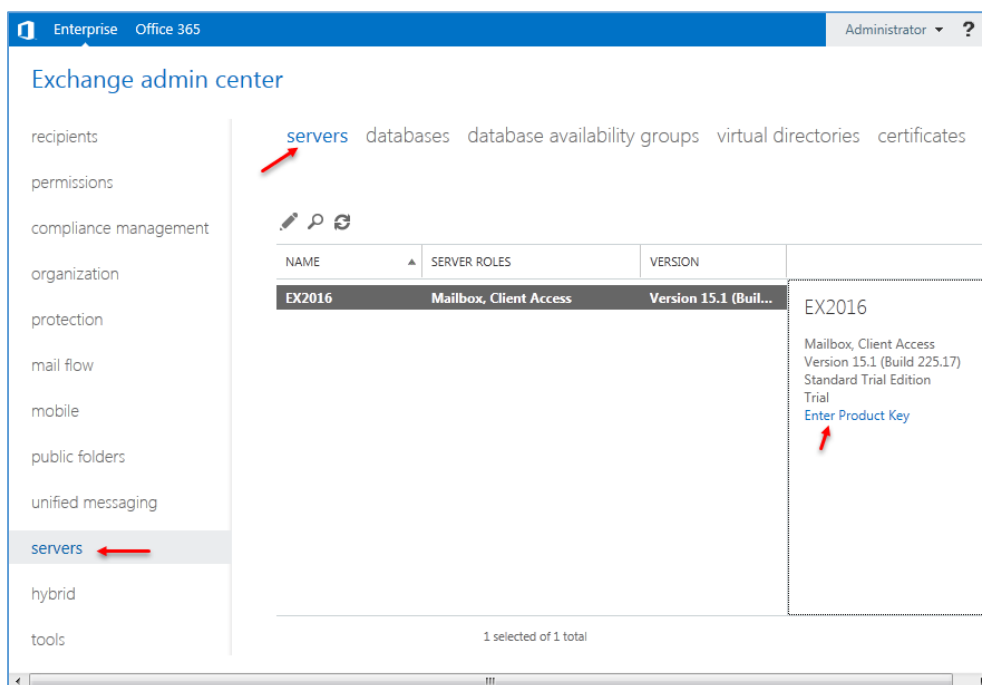 Enterprise Office 365 Administrator ?
Exchange admin center
recipients
permissions
compliance management
organization
protection
mail flow
mobile
public folders
unified messaging
servers
hybrid
tools
servers databases database availability groups virtual directories certificates
NAME SERVER ROLES VERSION
EX2016 Mailbox, Client Access Version 15.1 (Buil...
EX2016
Mailbox, Client Access
Version 15.1 (Build 225.17)
Standard Trial Edition
Trial
Enter Product Key
1 selected of 1 total